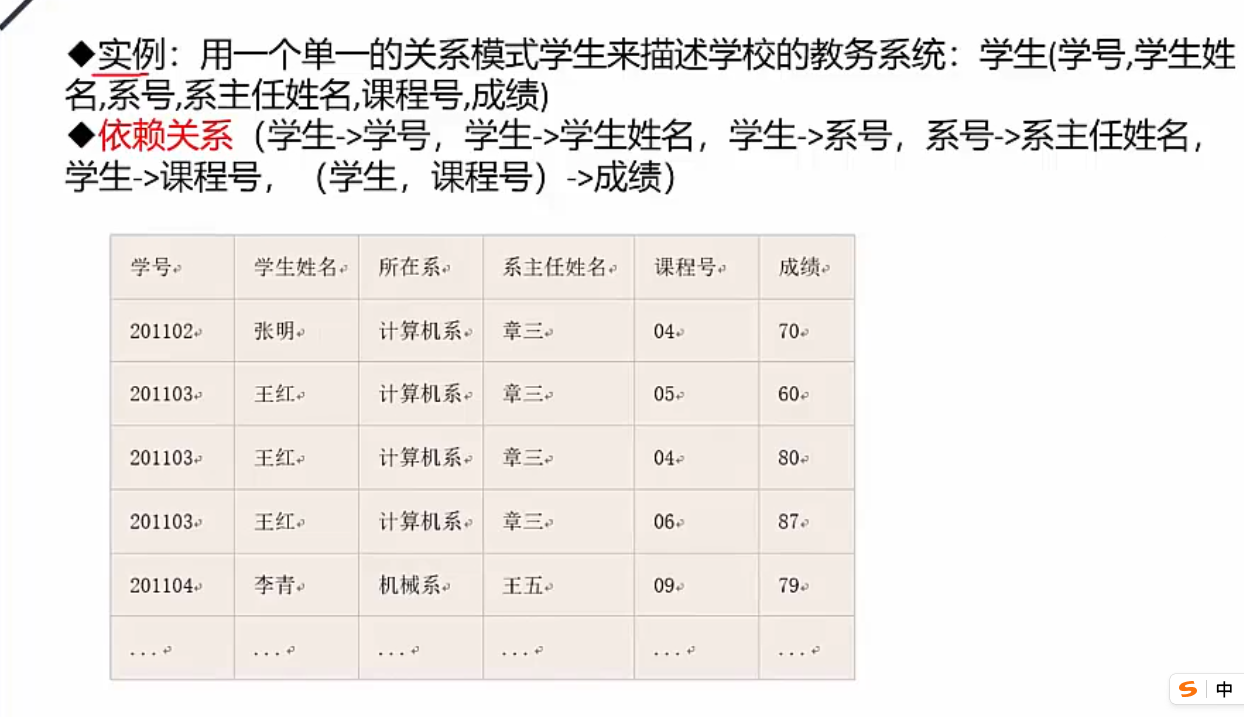 ◆实例：用一个单一的关系模式学生来描述学校的教务系统：学生(学号,学生姓
名,系号,系主任姓名,课程号,成绩)
◆依赖关系（学生->学号，学生->学生姓名，学生->系号，系号->系主任姓名，
学生->课程号，（学生，课程号）->成绩）
学号 学生姓名 所在系 系主任姓名 课程号 成绩
201102 张明 计算机系 章三 04 70
201103 王红 计算机系 章三 05 60
201103 王红 计算机系 章三 04 80
201103 王红 计算机系 章三 06 87
201104 李青 机械系 王五 09 79
... ... ... ... ... ...
中